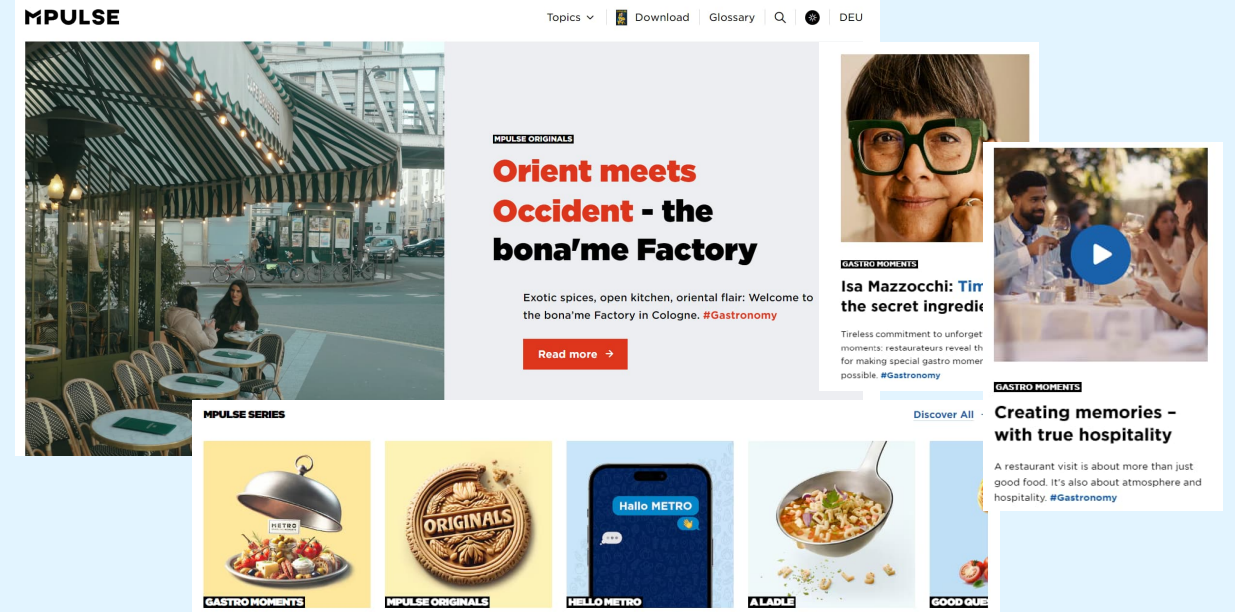 MPULSE
Topics
Download
Glossary
DEU
MPULSE ORIGINALS
Orient meets
Occident - the
bona'me Factory
Exotic spices, open kitchen, oriental flair: Welcome to
the bona'me Factory in Cologne. #Gastronomy
Read more →
GASTRO MOMENTS
Isa Mazzocchi: Tim
the secret ingredie
Tireless commitment to unforget
moments: restaurateurs reveal th
for making special gastro momen
possible. #Gastronomy
GASTRO MOMENTS
Creating memories –
with true hospitality
A restaurant visit is about more than just
good food. It's also about atmosphere and
hospitality. #Gastronomy
MPULSE SERIES
Discover All
METRO
GASTRO MOMENTS
ORIGINALS
MPULSE ORIGINALS
Hallo METRO
HELLO METRO
A LADLE
GOOD QUE